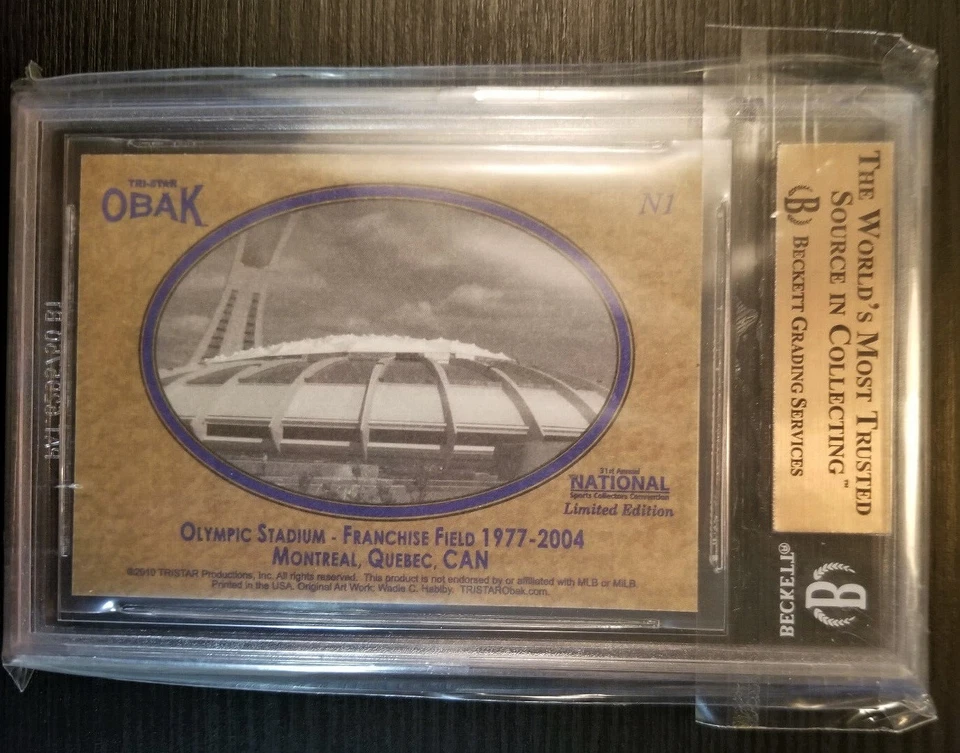 TRI-STAR
OBAK
N1
31st Annual
NATIONAL
Sports Collectors Convention
Limited Edition
OLYMPIC STADIUM - FRANCHISE FIELD 1977-2004
MONTREAL, QUEBEC, CAN
©2010 TRISTAR Productions, Inc. All rights reserved. This product is not endorsed by or affiliated with MLB or MiLB.
Printed in the USA. Original Art Work: Wadie C. Habiby. TRISTARObak.com.
THE WORLD'S MOST TRUSTED
SOURCE IN COLLECTING™
B BECKETT GRADING SERVICES
BECKETT®
B